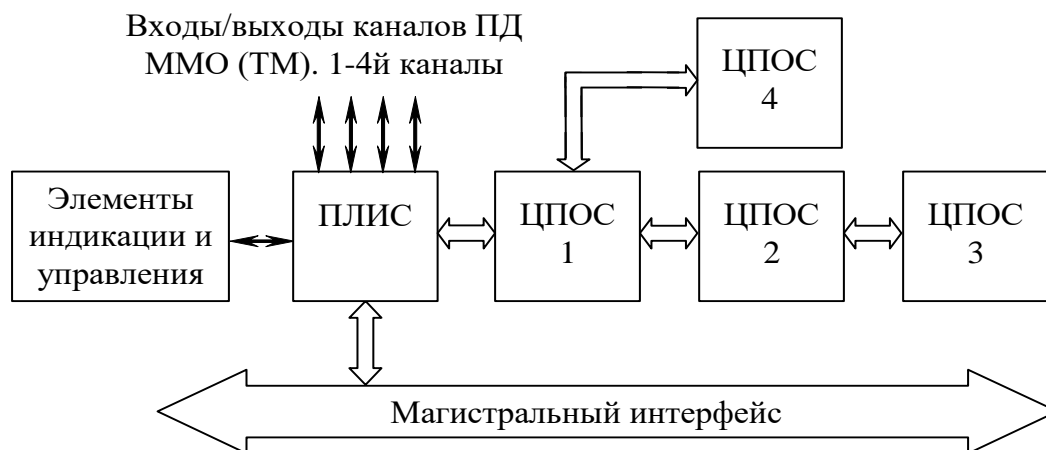 Входы/выходы каналов ПД
ММО (ТМ). 1-4й каналы
ЦПОС
4
Элементы
индикации и
управления
ПЛИС
ЦПОС
1
ЦПОС
2
ЦПОС
3
Магистральный интерфейс